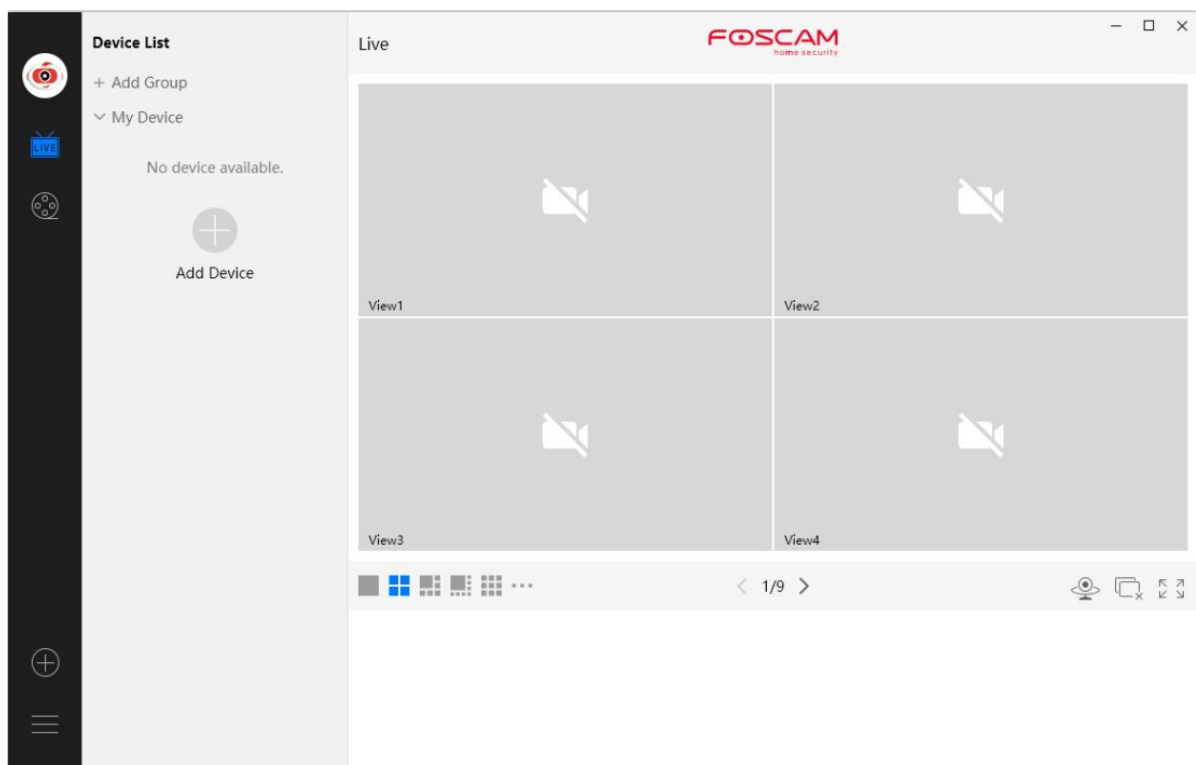 Device List
+ Add Group
My Device
No device available.
Add Device
LIVE
Live
FOSCAM
home security
View1
View2
View3
View4
1/9